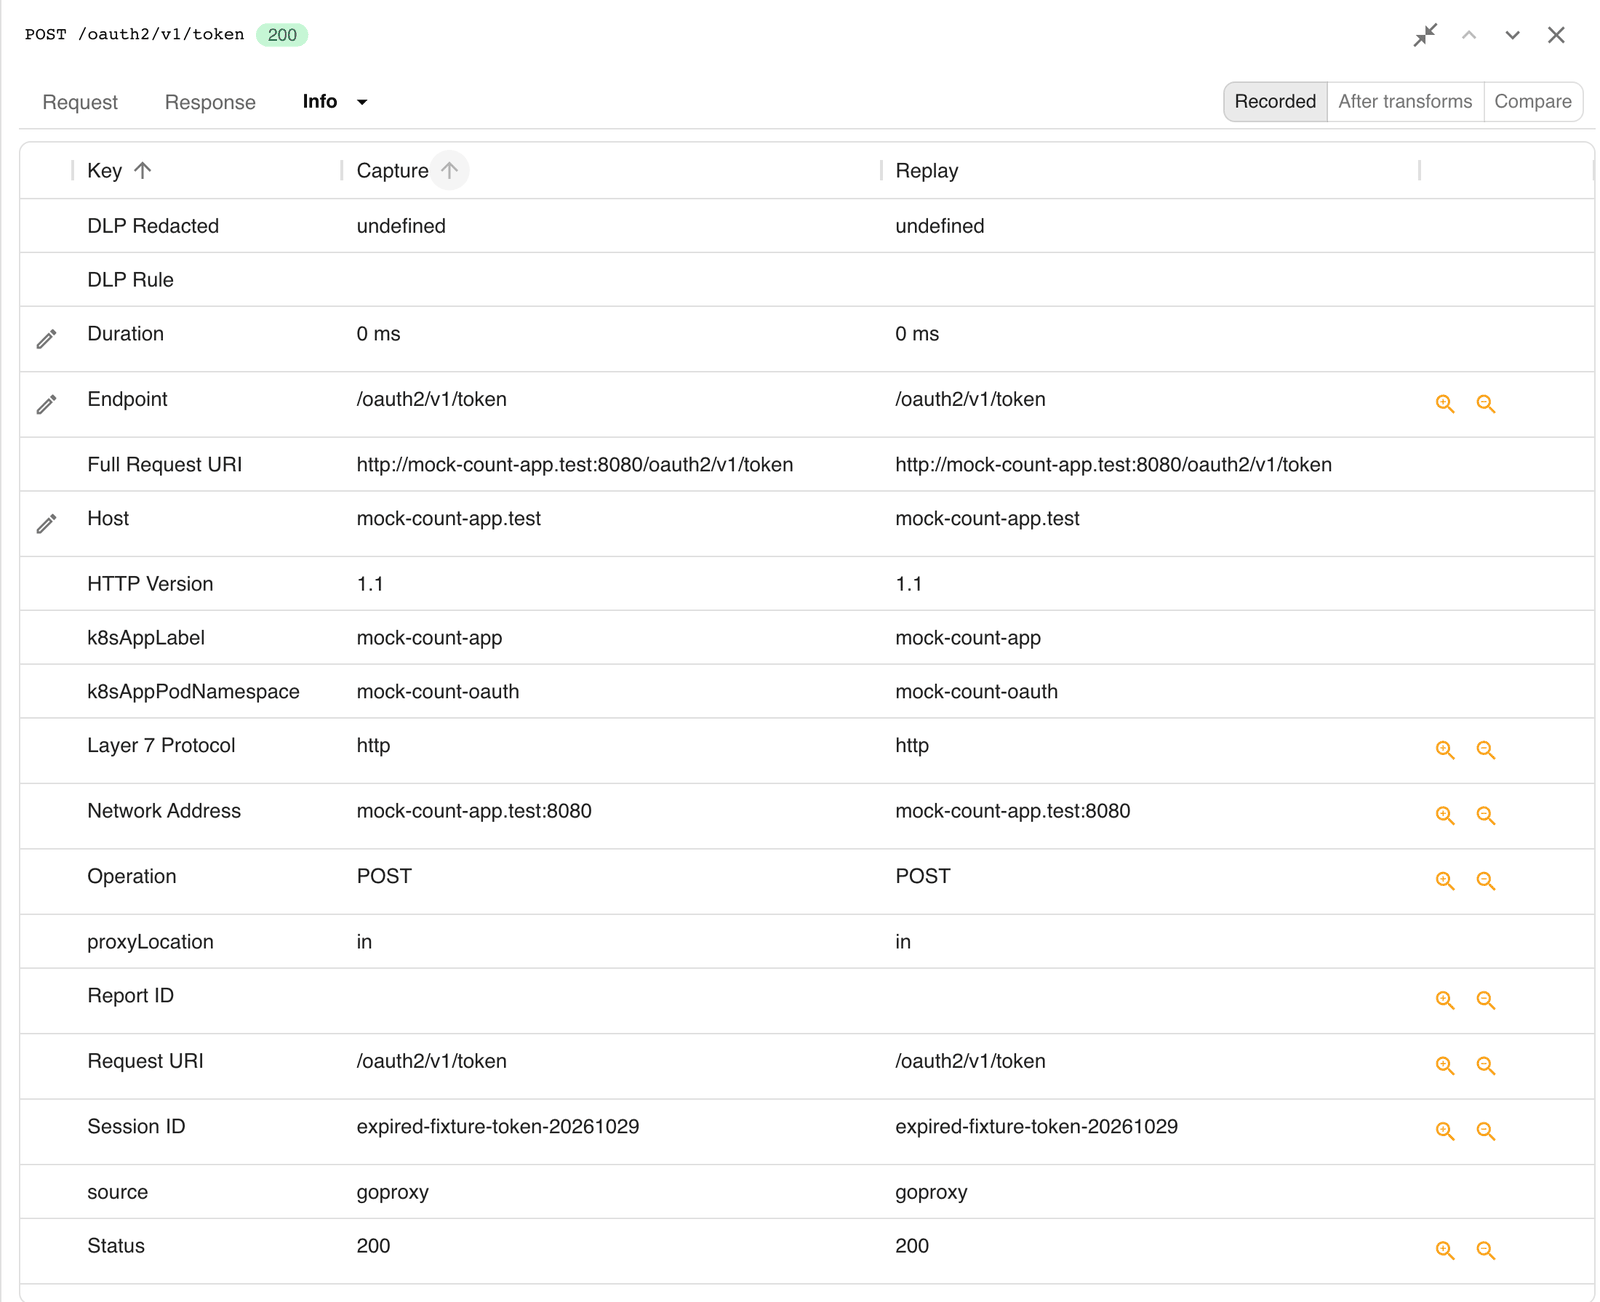 POST /oauth2/v1/token 200
Request Response Info
Recorded After transforms Compare
Key Capture Replay
DLP Redacted undefined undefined
DLP Rule
Duration 0 ms 0 ms
Endpoint /oauth2/v1/token /oauth2/v1/token
Full Request URI http://mock-count-app.test:8080/oauth2/v1/token http://mock-count-app.test:8080/oauth2/v1/token
Host mock-count-app.test mock-count-app.test
HTTP Version 1.1 1.1
k8sAppLabel mock-count-app mock-count-app
k8sAppPodNamespace mock-count-oauth mock-count-oauth
Layer 7 Protocol http http
Network Address mock-count-app.test:8080 mock-count-app.test:8080
Operation POST POST
proxyLocation in in
Report ID
Request URI /oauth2/v1/token /oauth2/v1/token
Session ID expired-fixture-token-20261029 expired-fixture-token-20261029
source goproxy goproxy
Status 200 200